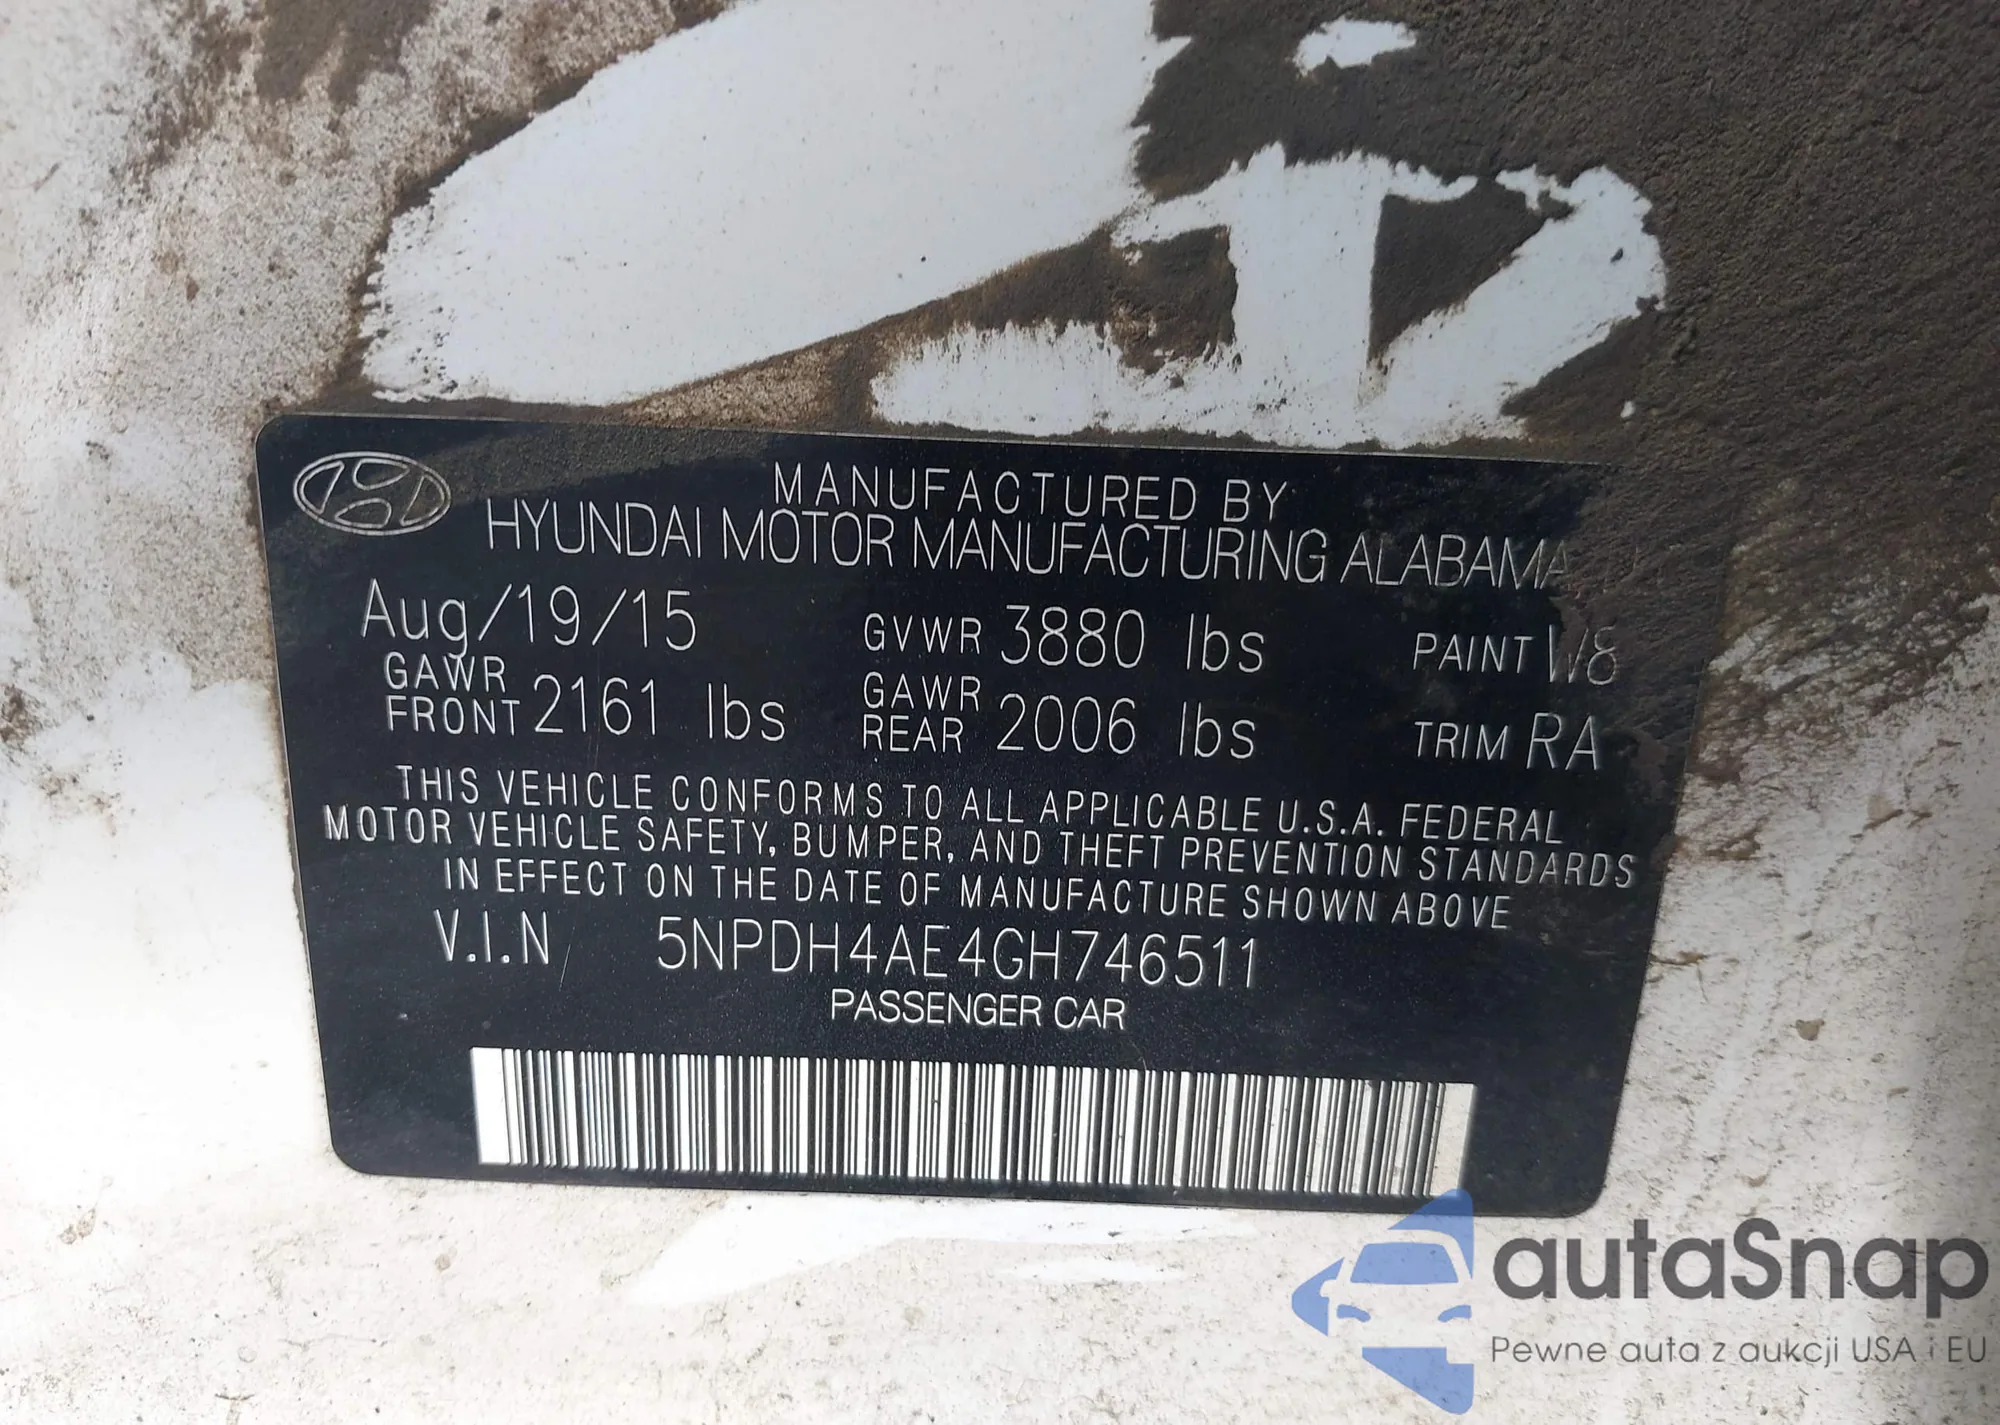 MANUFACTURED BY
HYUNDAI MOTOR MANUFACTURING ALABAMA
Aug/19/15 GVWR 3880 lbs PAINT W8
GAWR FRONT 2161 lbs GAWR REAR 2006 lbs TRIM RA
THIS VEHICLE CONFORMS TO ALL APPLICABLE U.S.A. FEDERAL
MOTOR VEHICLE SAFETY, BUMPER, AND THEFT PREVENTION STANDARDS
IN EFFECT ON THE DATE OF MANUFACTURE SHOWN ABOVE
V.I.N 5NPDH4AE4GH746511
PASSENGER CAR
autaSnap
Pewne auta z aukcji USA i EU